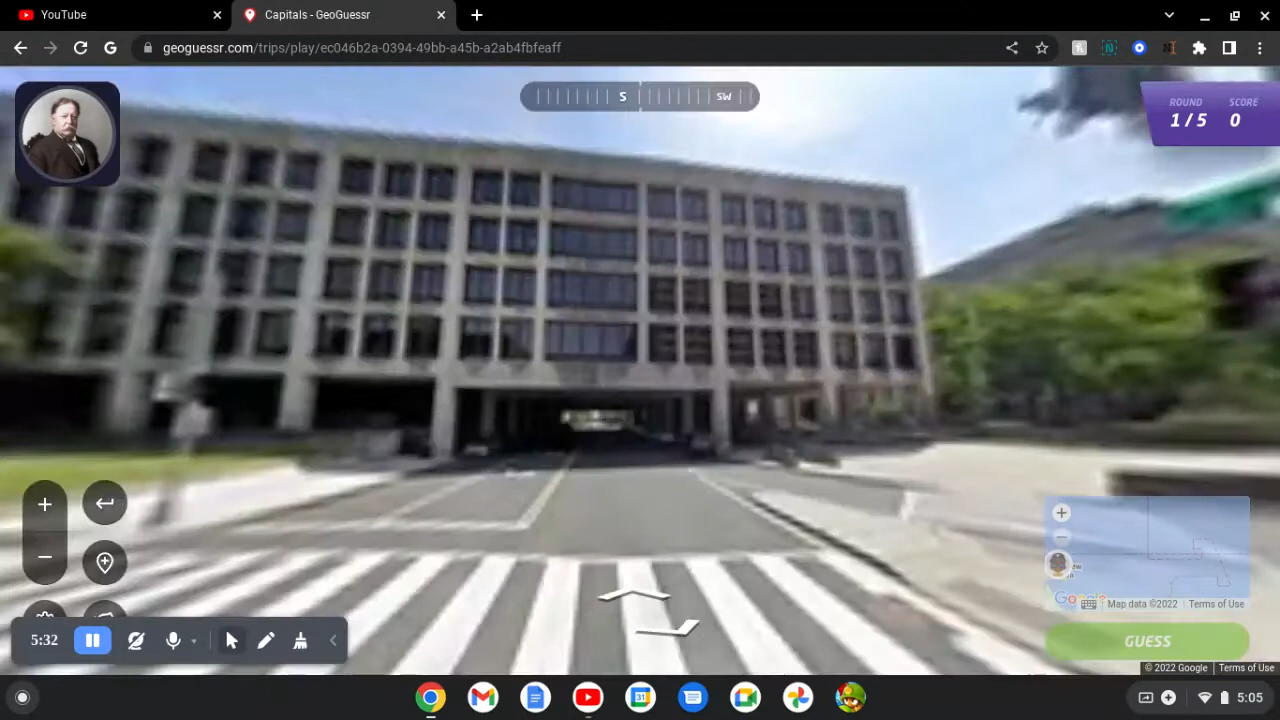 YouTube
Capitals - GeoGuessr
geoguessr.com/trips/play/ec046b2a-0394-49bb-a45b-a2ab4fbfeaff
S
SW
ROUND
SCORE
1 / 5
0
Map data ©2022
Terms of Use
GUESS
5:32
© 2022 Google
Terms of Use
31
5:05